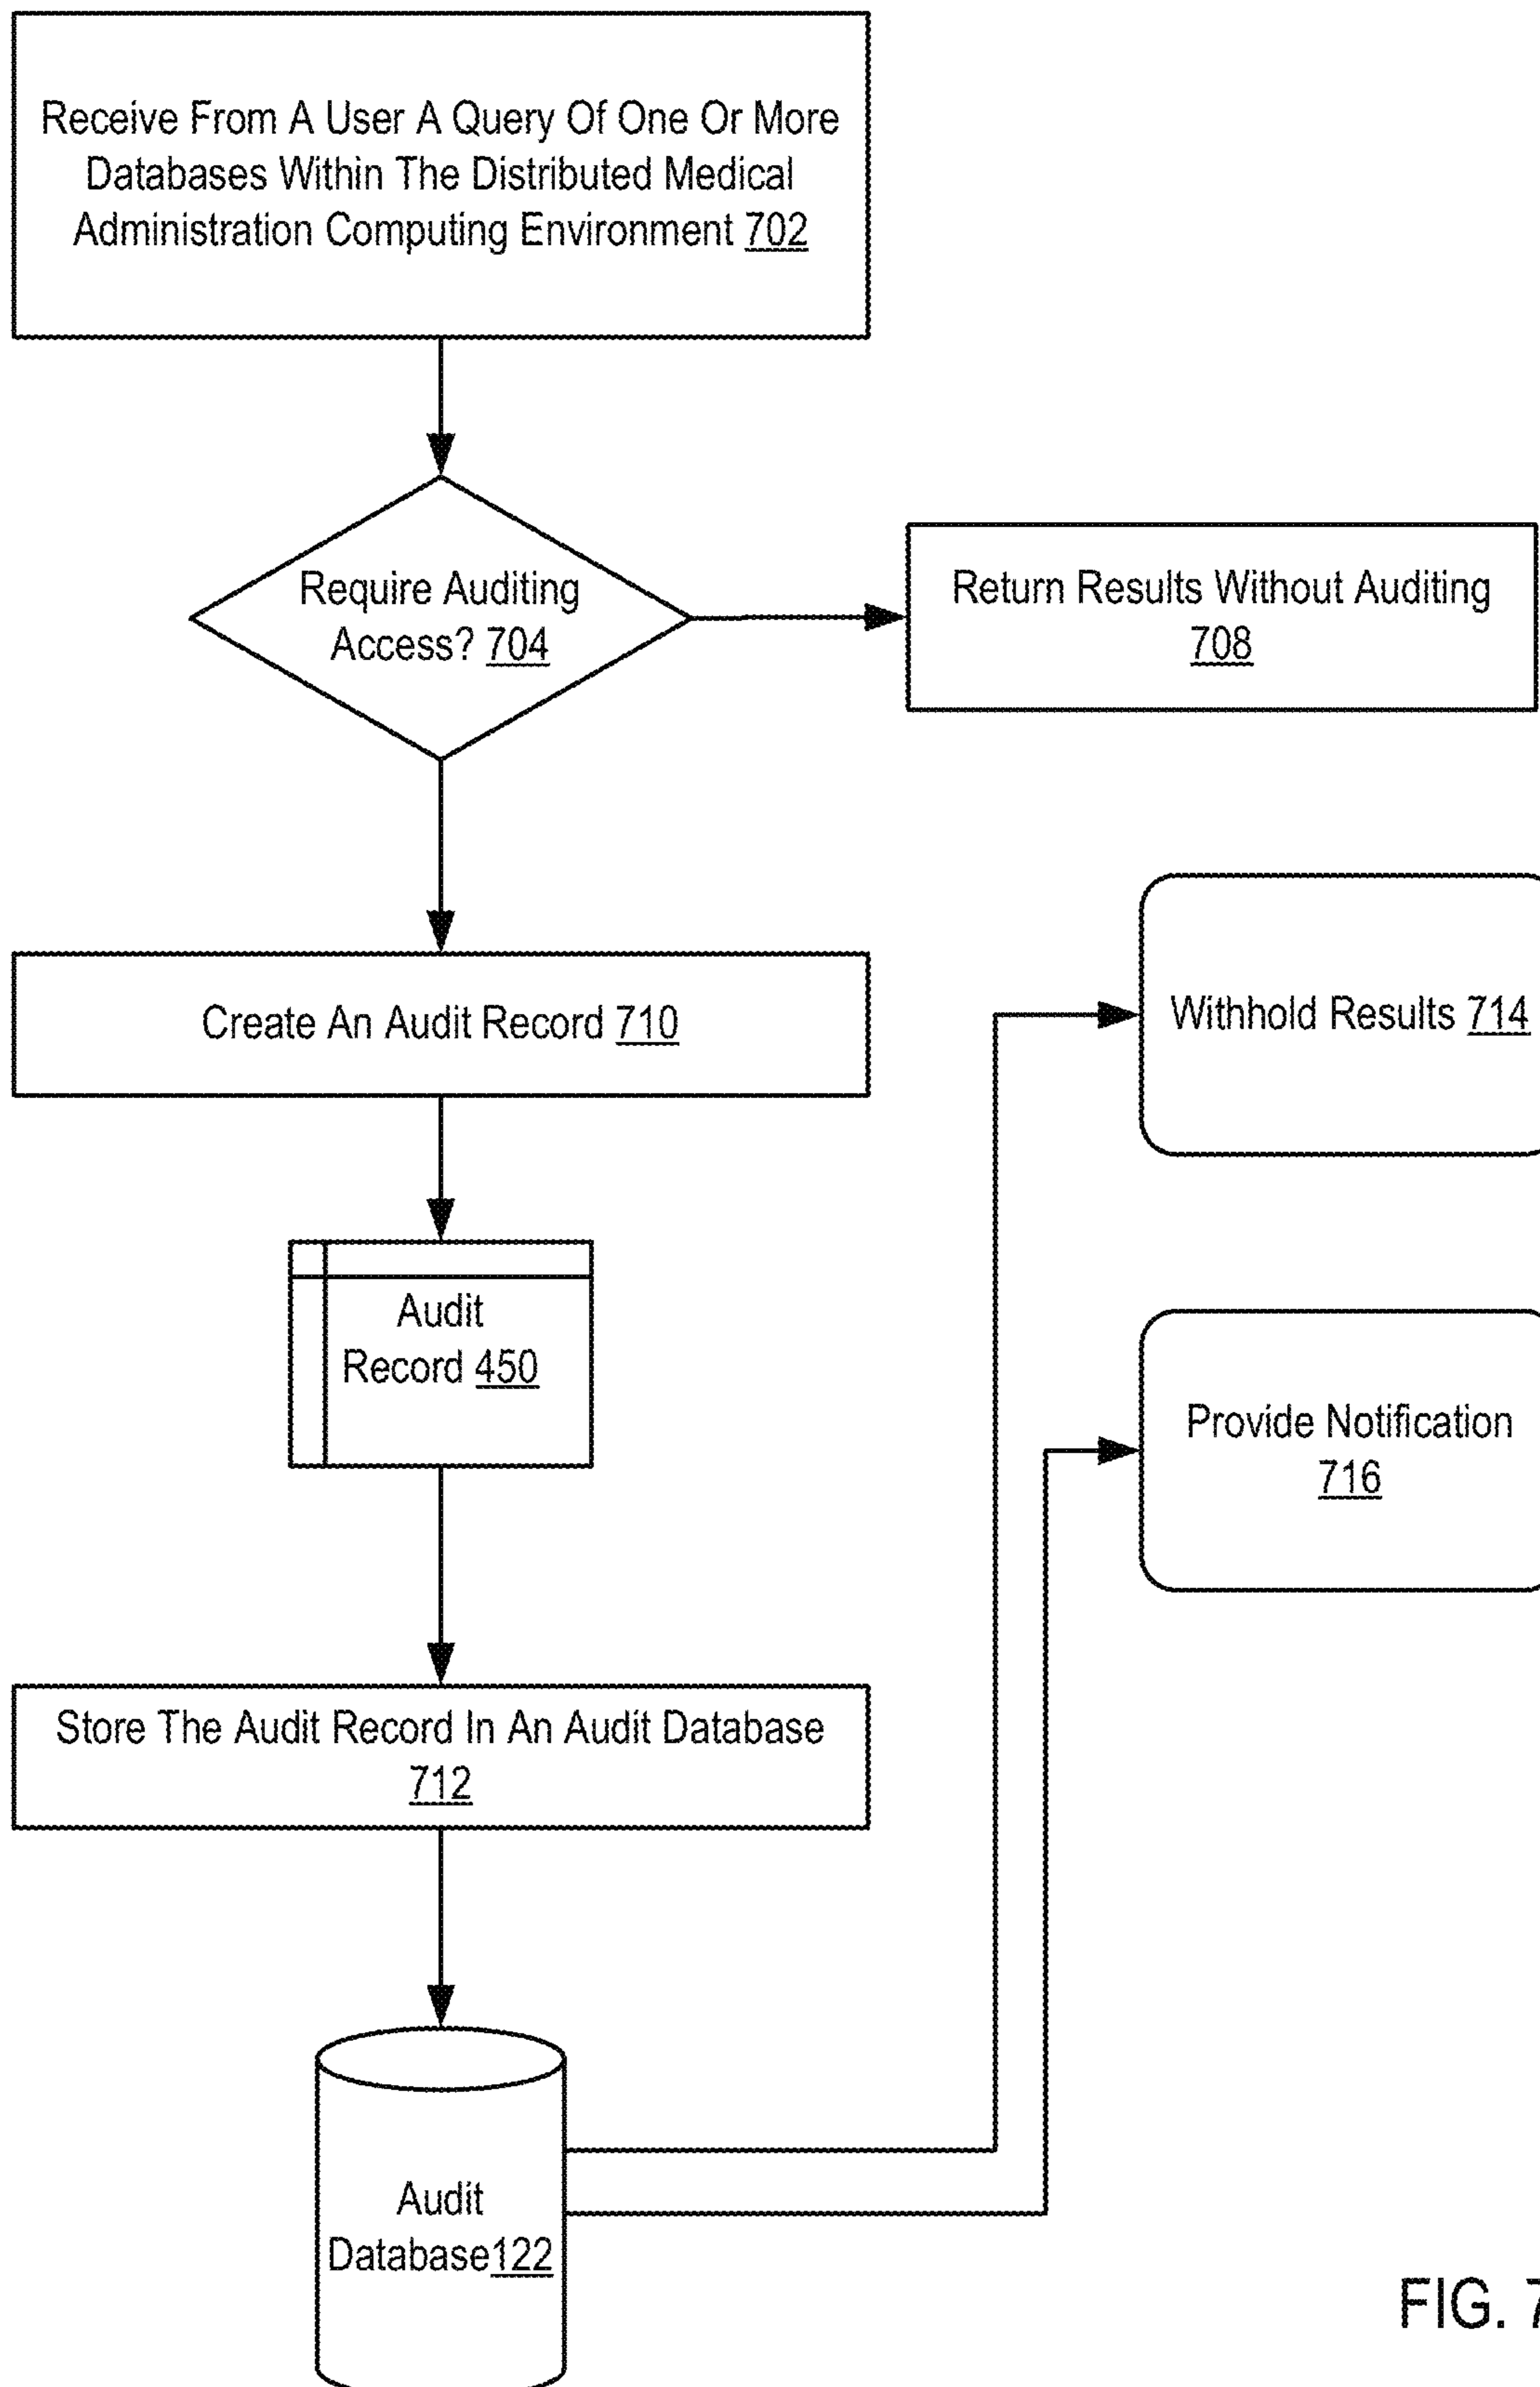 Receive From A User A Query Of One Or More
Databases Within The Distributed Medical
Administration Computing Environment 702
Require Auditing
Access? 704
Return Results Without Auditing
708
Create An Audit Record 710
Withhold Results 714
Audit
Record 450
Provide Notification
716
Store The Audit Record In An Audit Database
712
Audit
Database122
FIG. 7